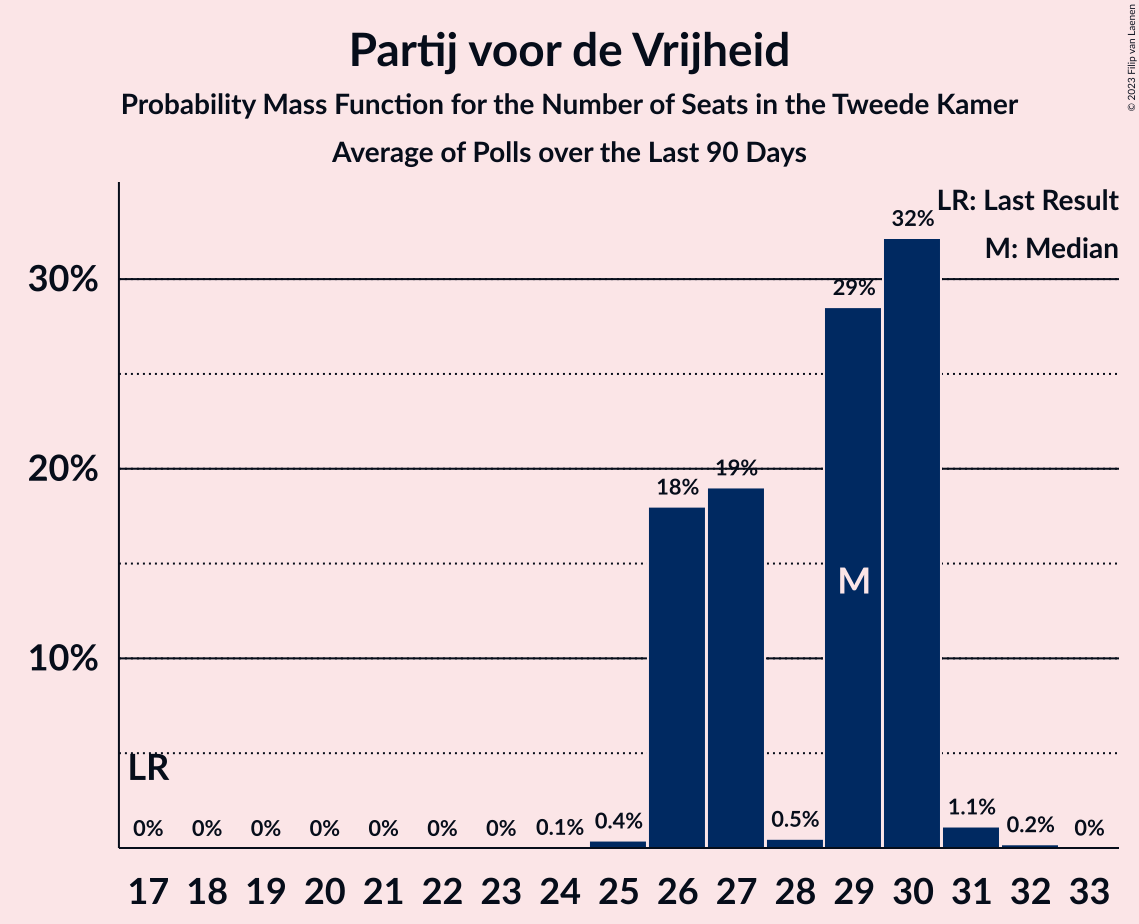 Partij voor de Vrijheid
Probability Mass Function for the Number of Seats in the Tweede Kamer
Average of Polls over the Last 90 Days
© 2023 Filip van Laenen
LR: Last Result
M: Median
30%
20%
10%
LR
M
0% 0% 0% 0% 0% 0% 0% 0.1% 0.4% 18% 19% 0.5% 29% 32% 1.1% 0.2% 0%
17 18 19 20 21 22 23 24 25 26 27 28 29 30 31 32 33